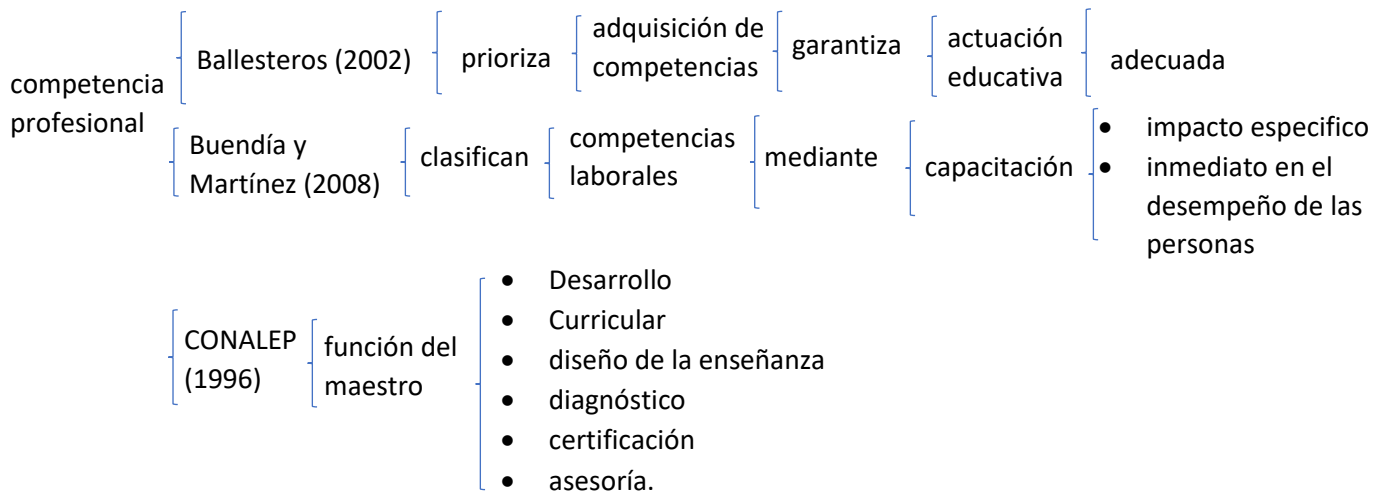 competencia
profesional
Ballesteros (2002)
prioriza
adquisición de
competencias
garantiza
actuación
educativa
adecuada
Buendía y
Martínez (2008)
clasifican
competencias
laborales
mediante
capacitación
• impacto especifico
• inmediato en el
desempeño de las
personas
CONALEP
(1996)
función del
maestro
• Desarrollo
• Curricular
• diseño de la enseñanza
• diagnóstico
• certificación
• asesoría.